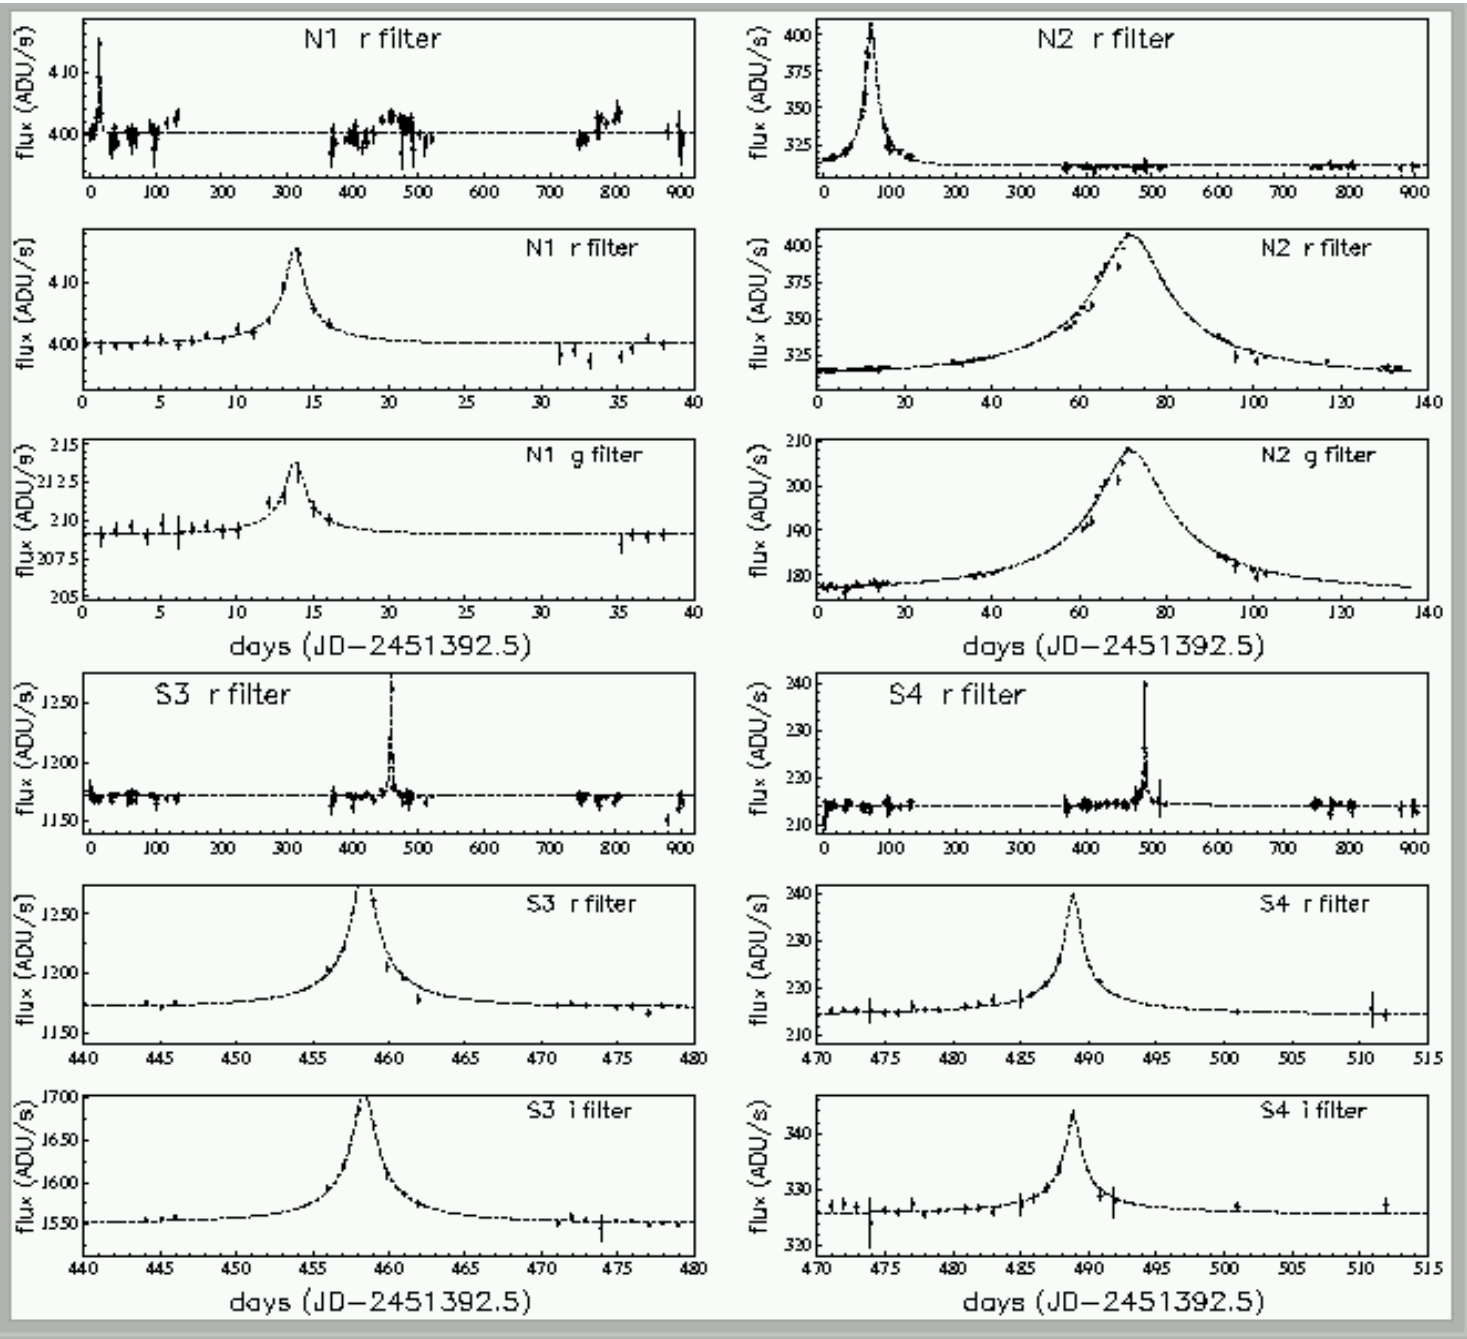 N1 r filter
flux (ADU/s)
410
400
0 100 200 300 400 500 600 700 800 900
N2 r filter
flux (ADU/s)
400
375
350
325
0 100 200 300 400 500 600 700 800 900
N1 r filter
flux (ADU/s)
410
400
0 5 10 15 20 25 30 35 40
N2 r filter
flux (ADU/s)
400
375
350
325
0 20 40 60 80 100 120 140
N1 g filter
flux (ADU/s)
215
212.5
210
207.5
205
0 5 10 15 20 25 30 35 40
days (JD-2451392.5)
N2 g filter
flux (ADU/s)
210
200
190
180
0 20 40 60 80 100 120 140
days (JD-2451392.5)
S3 r filter
flux (ADU/s)
1250
1200
1150
0 100 200 300 400 500 600 700 800 900
S4 r filter
flux (ADU/s)
240
230
220
210
0 100 200 300 400 500 600 700 800 900
S3 r filter
flux (ADU/s)
1250
1200
1150
440 445 450 455 460 465 470 475 480
S4 r filter
flux (ADU/s)
240
230
220
210
470 475 480 485 490 495 500 505 510 515
S3 i filter
flux (ADU/s)
1700
1650
1600
1550
440 445 450 455 460 465 470 475 480
days (JD-2451392.5)
S4 i filter
flux (ADU/s)
340
330
320
470 475 480 485 490 495 500 505 510 515
days (JD-2451392.5)